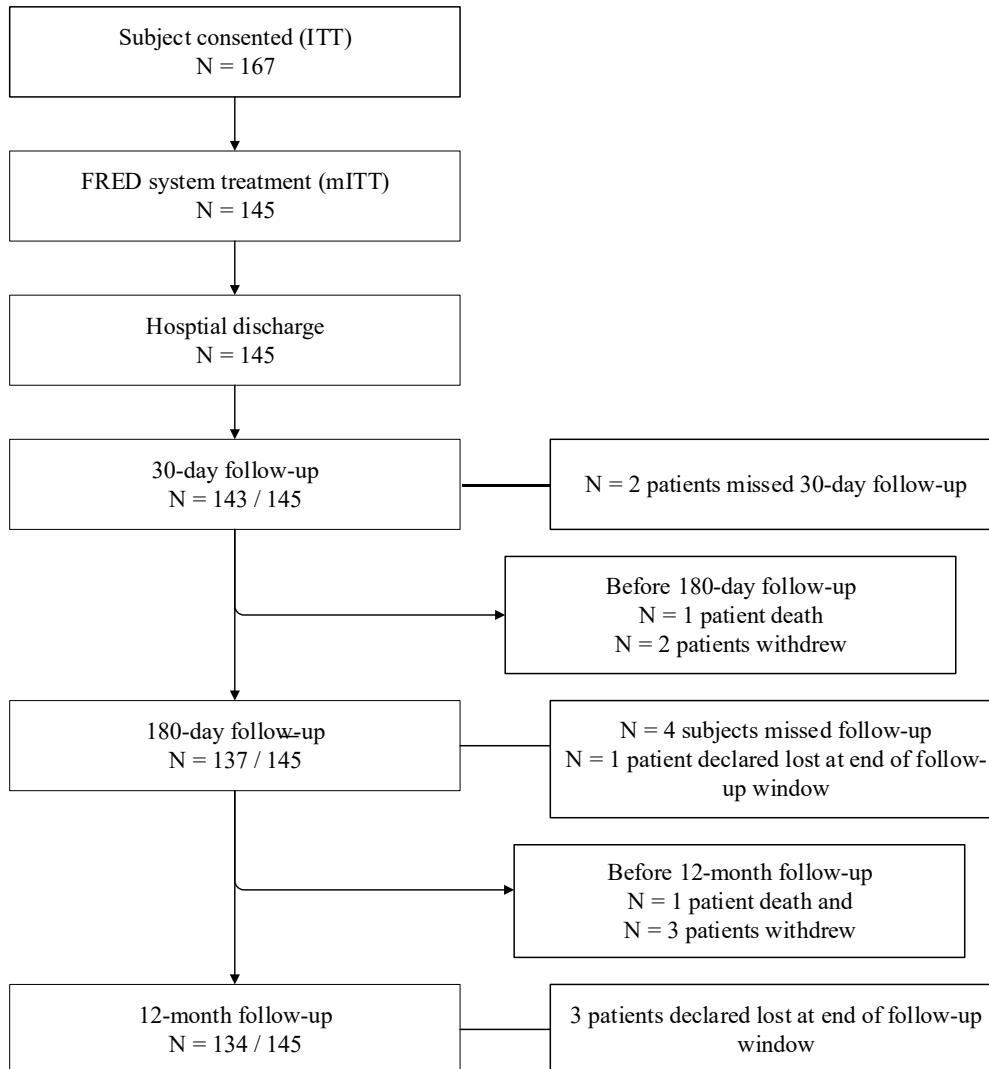 Subject consented (ITT)
N = 167
FRED system treatment (mITT)
N = 145
Hosptial discharge
N = 145
30-day follow-up
N = 143 / 145
N = 2 patients missed 30-day follow-up
Before 180-day follow-up
N = 1 patient death
N = 2 patients withdrew
180-day follow-up
N = 137 / 145
N = 4 subjects missed follow-up
N = 1 patient declared lost at end of follow-
up window
Before 12-month follow-up
N = 1 patient death and
N = 3 patients withdrew
12-month follow-up
N = 134 / 145
3 patients declared lost at end of follow-up
window